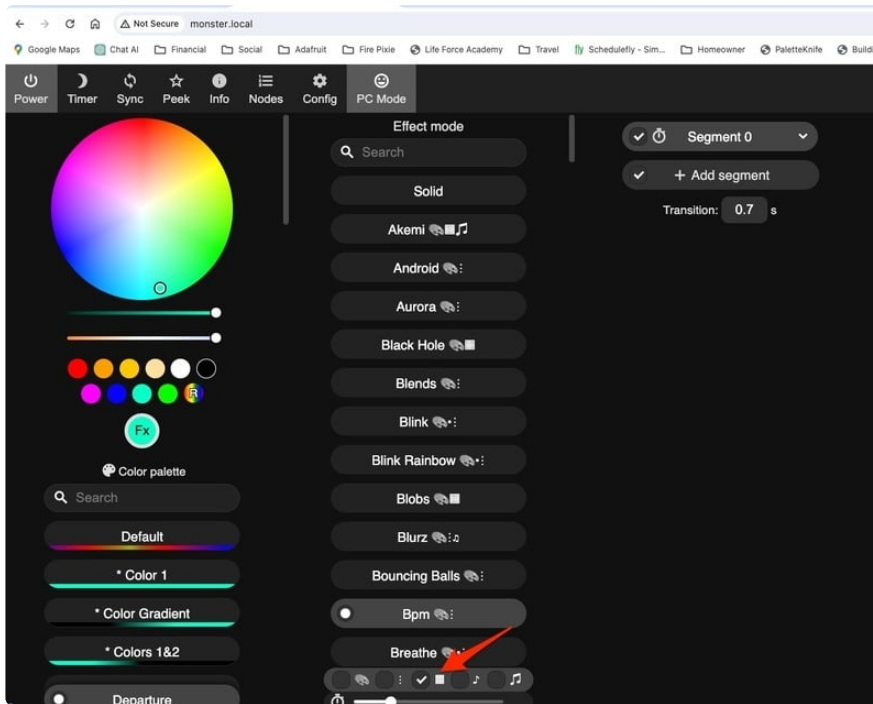 Not Secure monster.local
Google Maps Chat AI Financial Social Adafruit Fire Pixie Life Force Academy Travel fly Schedulefly - Sim... Homeowner PaletteKnife Buildi
Power Timer Sync Peek Info Nodes Config PC Mode
Fx
R
Color palette
Search
Default
* Color 1
* Color Gradient
* Colors 1&2
Departure
Effect mode
Search
Solid
Akemi
Android
Aurora
Black Hole
Blends
Blink
Blink Rainbow
Blobs
Blurz
Bouncing Balls
Bpm
Breathe
Segment 0
+ Add segment
Transition: 0.7 s